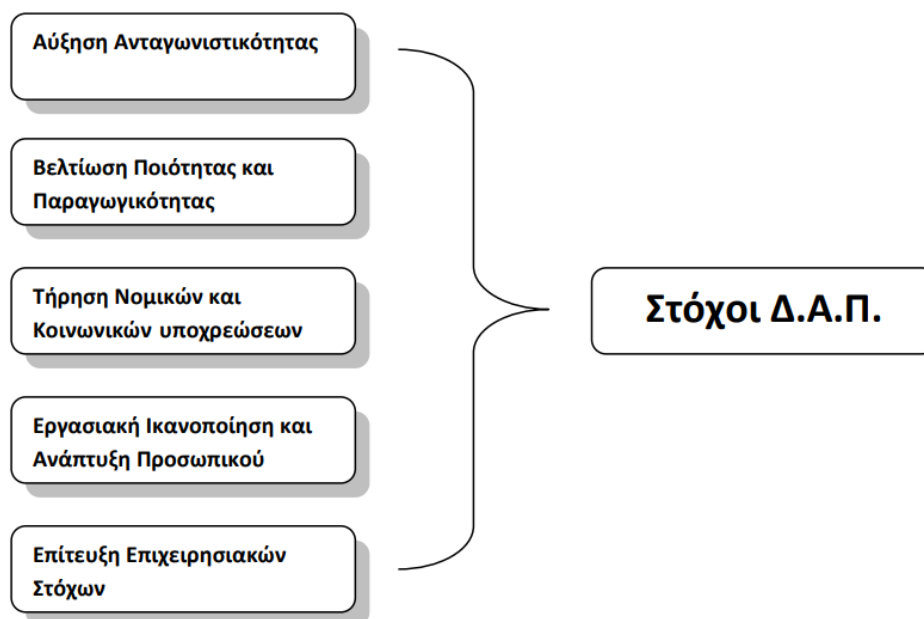 Αύξηση Ανταγωνιστικότητας
Βελτίωση Ποιότητας και
Παραγωγικότητας
Τήρηση Νομικών και
Κοινωνικών υποχρεώσεων
Εργασιακή Ικανοποίηση και
Ανάπτυξη Προσωπικού
Επίτευξη Επιχειρησιακών
Στόχων
Στόχοι Δ.Α.Π.